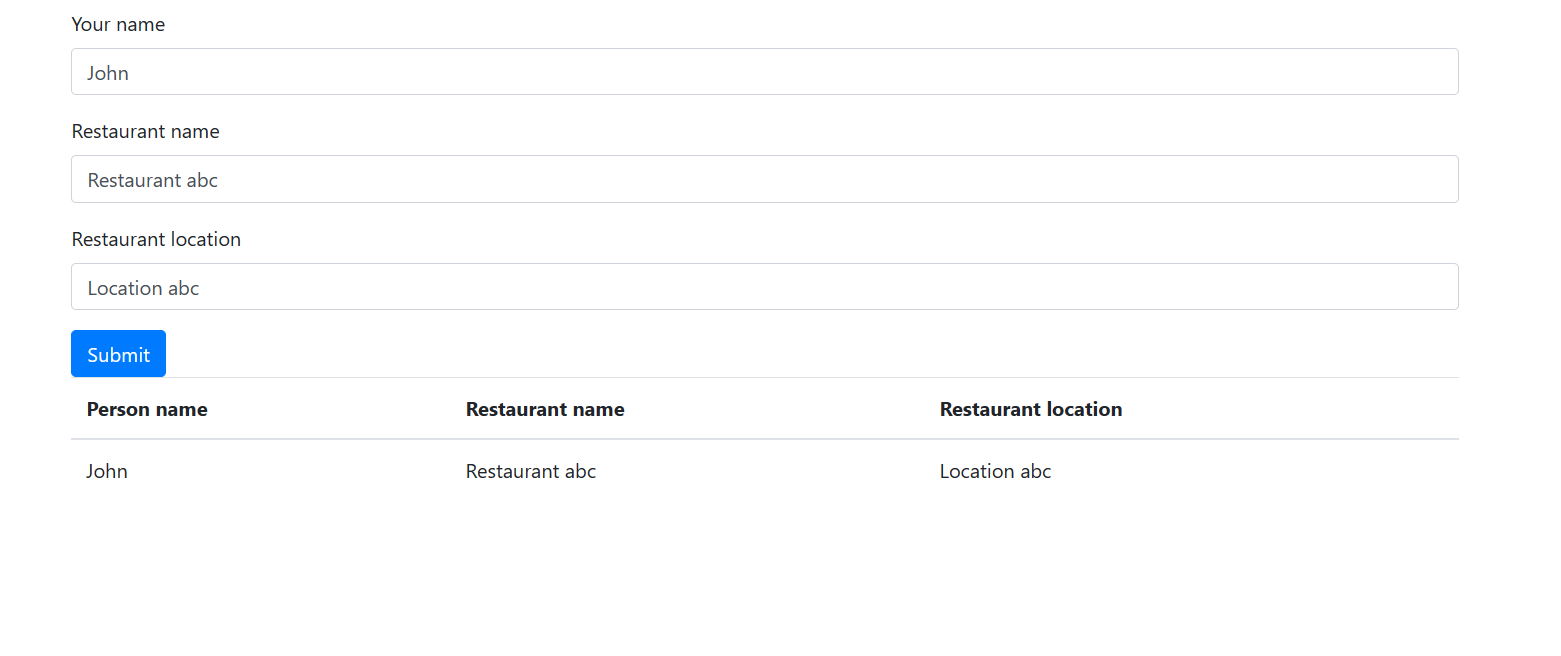 Your name
John
Restaurant name
Restaurant abc
Restaurant location
Location abc
Submit
Person name Restaurant name Restaurant location
John Restaurant abc Location abc